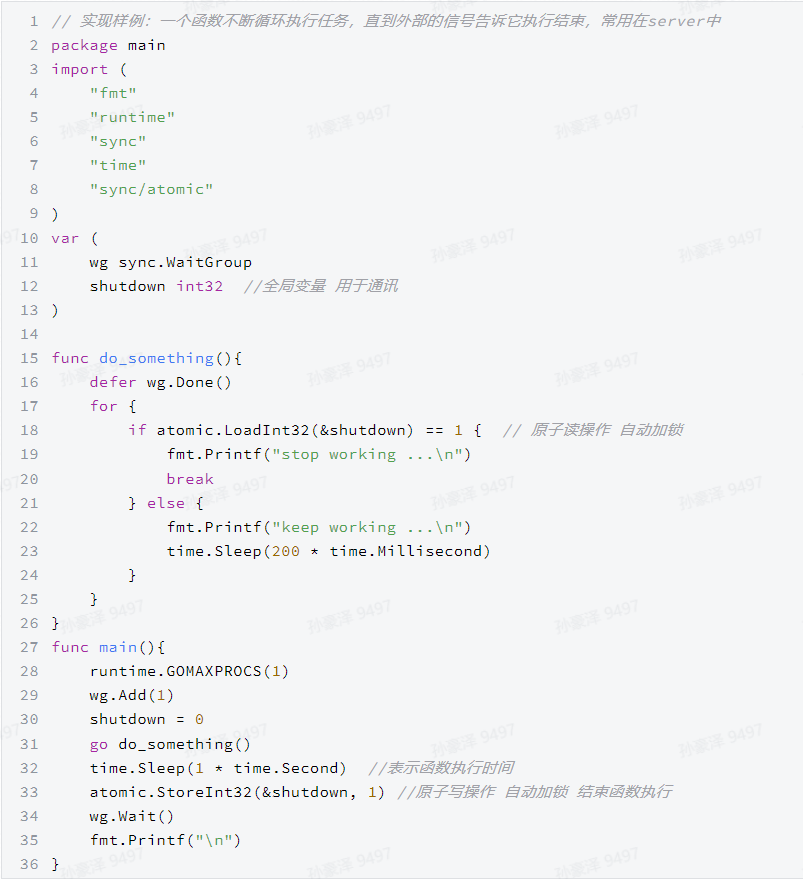 1 // 实现样例：一个函数不断循环执行任务，直到外部的信号告诉它执行结束，常用在server中
2 package main
3 import (
4     "fmt"
5     "runtime"
6     "sync"
7     "time"
8     "sync/atomic"
9 )
10 var (
11     wg sync.WaitGroup
12     shutdown int32  //全局变量 用于通讯
13 )
14
15 func do_something(){
16     defer wg.Done()
17     for {
18         if atomic.LoadInt32(&shutdown) == 1 {  // 原子读操作 自动加锁
19             fmt.Printf("stop working ...\n")
20             break
21         } else {
22             fmt.Printf("keep working ...\n")
23             time.Sleep(200 * time.Millisecond)
24         }
25     }
26 }
27 func main(){
28     runtime.GOMAXPROCS(1)
29     wg.Add(1)
30     shutdown = 0
31     go do_something()
32     time.Sleep(1 * time.Second)  //表示函数执行时间
33     atomic.StoreInt32(&shutdown, 1) //原子写操作 自动加锁 结束函数执行
34     wg.Wait()
35     fmt.Printf("\n")
36 }
孙豪泽 9497